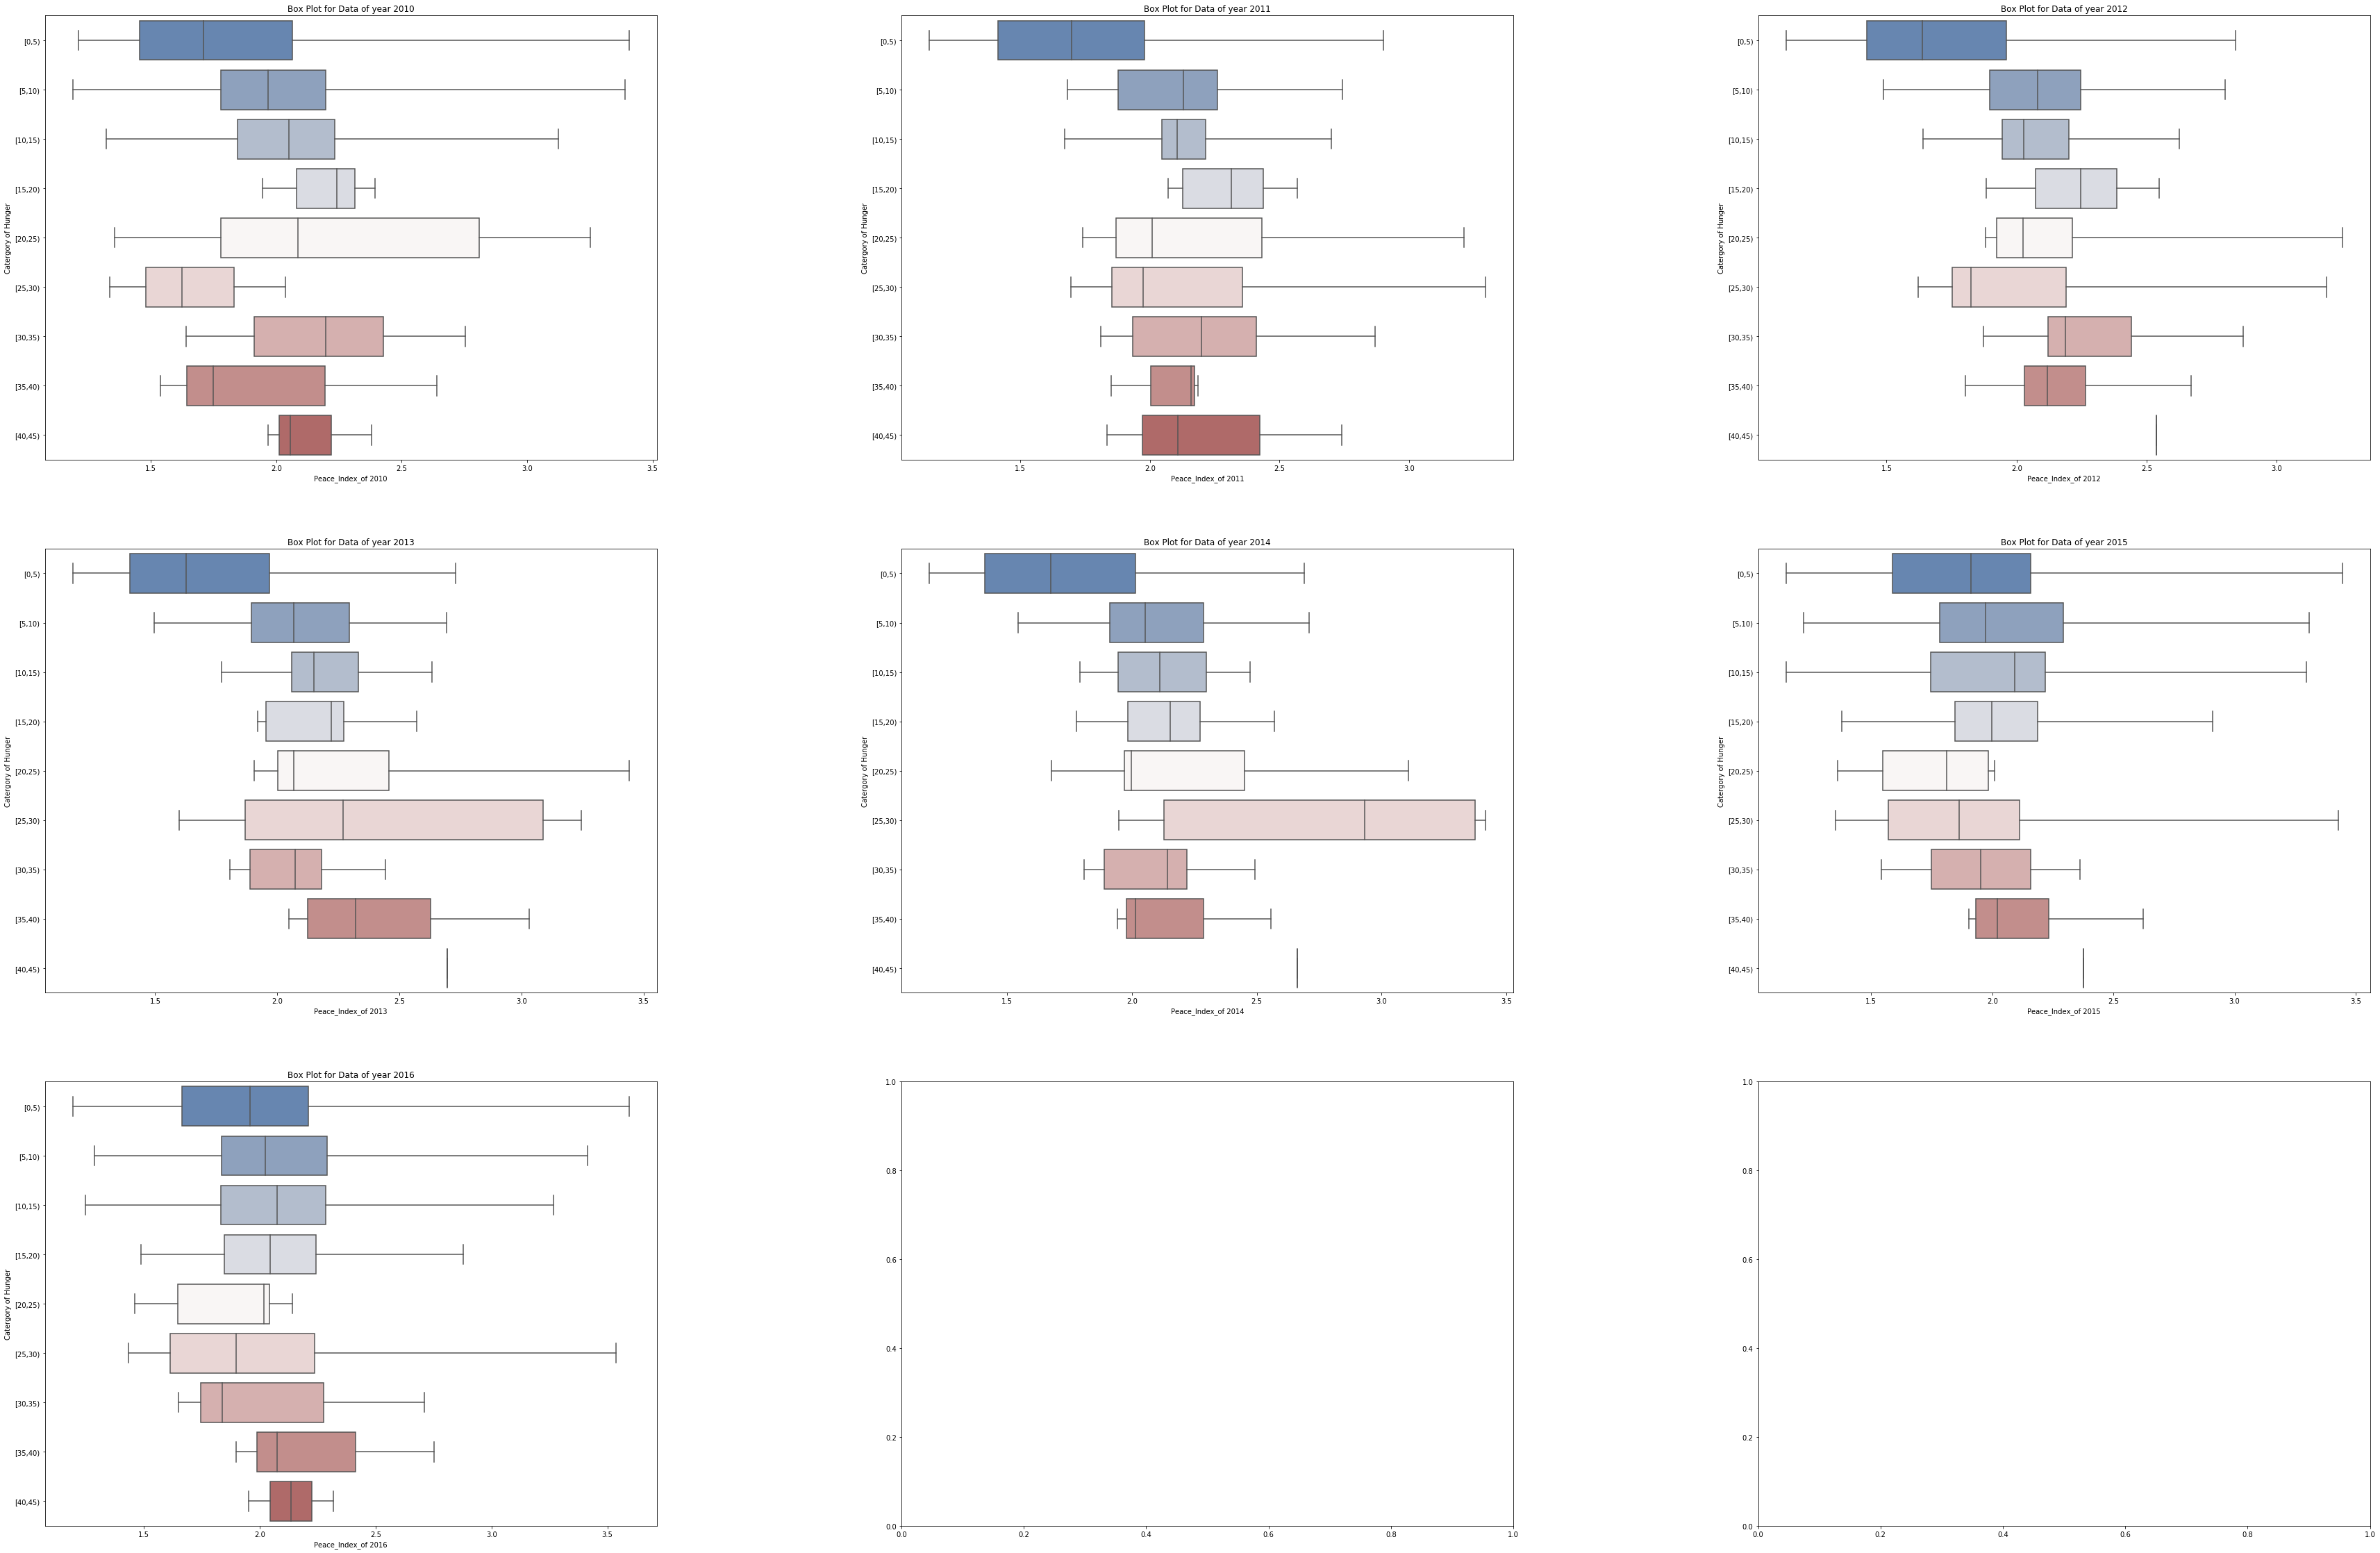 Box Plot for Data of year 2010
Catergory of Hunger
[0,5)
[5,10)
[10,15)
[15,20)
[20,25)
[25,30)
[30,35)
[35,40)
[40,45)
1.5 2.0 2.5 3.0 3.5
Peace_Index_of 2010
Box Plot for Data of year 2011
Catergory of Hunger
[0,5)
[5,10)
[10,15)
[15,20)
[20,25)
[25,30)
[30,35)
[35,40)
[40,45)
1.5 2.0 2.5 3.0
Peace_Index_of 2011
Box Plot for Data of year 2012
Catergory of Hunger
[0,5)
[5,10)
[10,15)
[15,20)
[20,25)
[25,30)
[30,35)
[35,40)
[40,45)
1.5 2.0 2.5 3.0
Peace_Index_of 2012
Box Plot for Data of year 2013
Catergory of Hunger
[0,5)
[5,10)
[10,15)
[15,20)
[20,25)
[25,30)
[30,35)
[35,40)
[40,45)
1.5 2.0 2.5 3.0 3.5
Peace_Index_of 2013
Box Plot for Data of year 2014
Catergory of Hunger
[0,5)
[5,10)
[10,15)
[15,20)
[20,25)
[25,30)
[30,35)
[35,40)
[40,45)
1.5 2.0 2.5 3.0 3.5
Peace_Index_of 2014
Box Plot for Data of year 2015
Catergory of Hunger
[0,5)
[5,10)
[10,15)
[15,20)
[20,25)
[25,30)
[30,35)
[35,40)
[40,45)
1.5 2.0 2.5 3.0 3.5
Peace_Index_of 2015
Box Plot for Data of year 2016
Catergory of Hunger
[0,5)
[5,10)
[10,15)
[15,20)
[20,25)
[25,30)
[30,35)
[35,40)
[40,45)
1.5 2.0 2.5 3.0 3.5
Peace_Index_of 2016
1.0
0.8
0.6
0.4
0.2
0.0
0.0 0.2 0.4 0.6 0.8 1.0
1.0
0.8
0.6
0.4
0.2
0.0
0.0 0.2 0.4 0.6 0.8 1.0